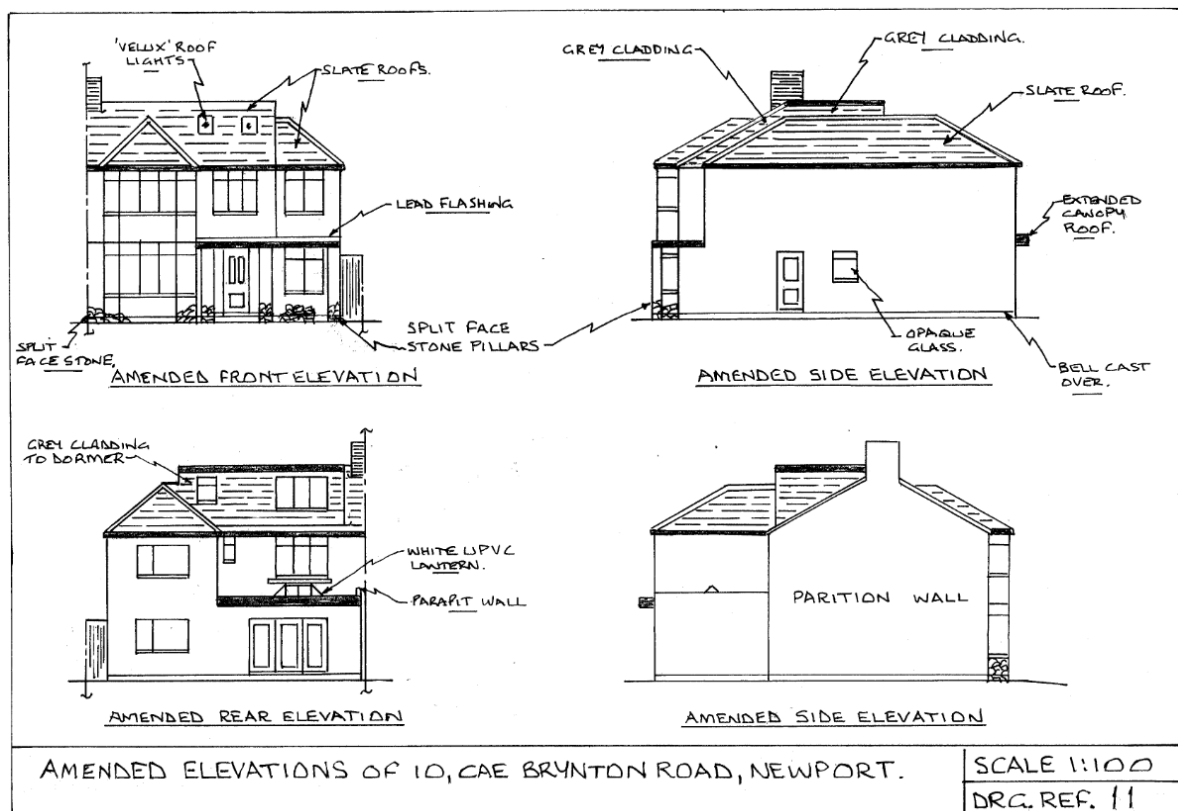 'VELUX' ROOF
LIGHTS
SLATE ROOFS.
LEAD FLASHING
SPLIT
FACE STONE.
SPLIT FACE
STONE PILLARS
AMENDED FRONT ELEVATION
GREY CLADDING
GREY CLADDING.
SLATE ROOF.
EXTENDED
CANOPY
ROOF.
OPAQUE
GLASS.
BELL CAST
OVER.
AMENDED SIDE ELEVATION
GREY CLADDING
TO DORMER
WHITE UPVC
LANTERN.
PARAPIT WALL
AMENDED REAR ELEVATION
PARITION WALL
AMENDED SIDE ELEVATION
AMENDED ELEVATIONS OF 10, CAE BRYNTON ROAD, NEWPORT.
SCALE 1:100
DRG. REF. 11